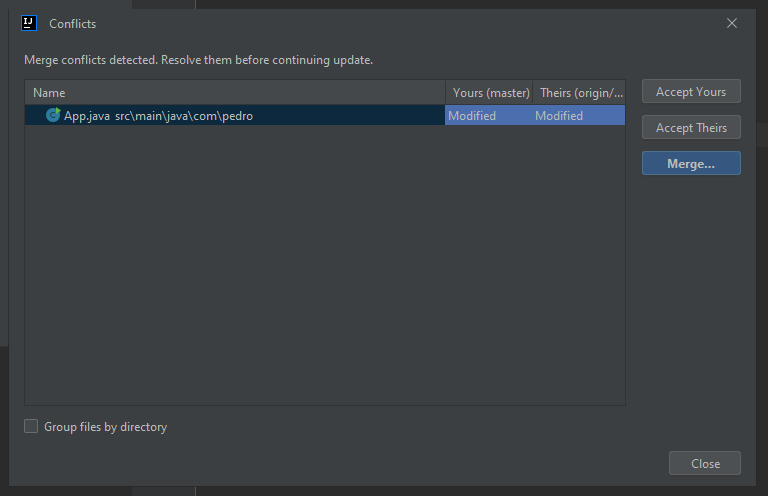 IJ
Conflicts
Merge conflicts detected. Resolve them before continuing update.
Name Yours (master) Theirs (origin/...
Accept Yours
App.java src\main\java\com\pedro Modified Modified
Accept Theirs
Merge...
Group files by directory
Close